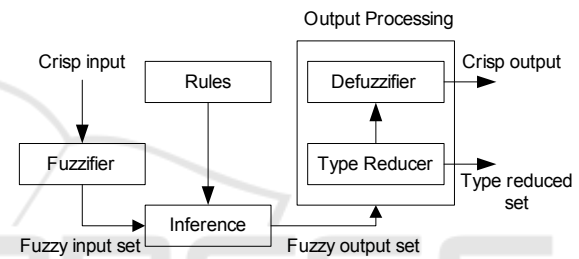 Output Processing
Crisp input
Crisp output
Rules
Defuzzifier
Fuzzifier
Type Reducer
Type reduced
set
Inference
Fuzzy input set
Fuzzy output set